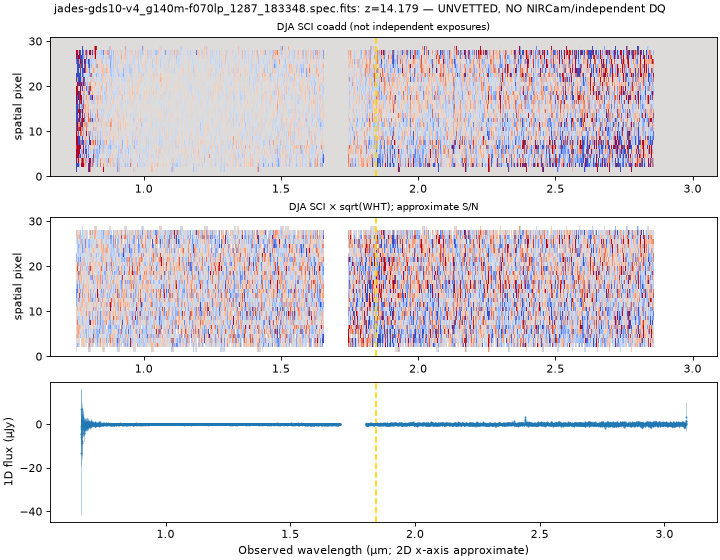 jades-gds10-v4_g140m-f070lp_1287_183348.spec.fits: z=14.179 — UNVETTED, NO NIRCam/independent DQ
DJA SCI coadd (not independent exposures)
spatial pixel
30
20
10
0
1.0 1.5 2.0 2.5 3.0
DJA SCI × sqrt(WHT); approximate S/N
spatial pixel
30
20
10
0
1.0 1.5 2.0 2.5 3.0
1D flux (μJy)
0
−20
−40
1.0 1.5 2.0 2.5 3.0
Observed wavelength (μm; 2D x-axis approximate)